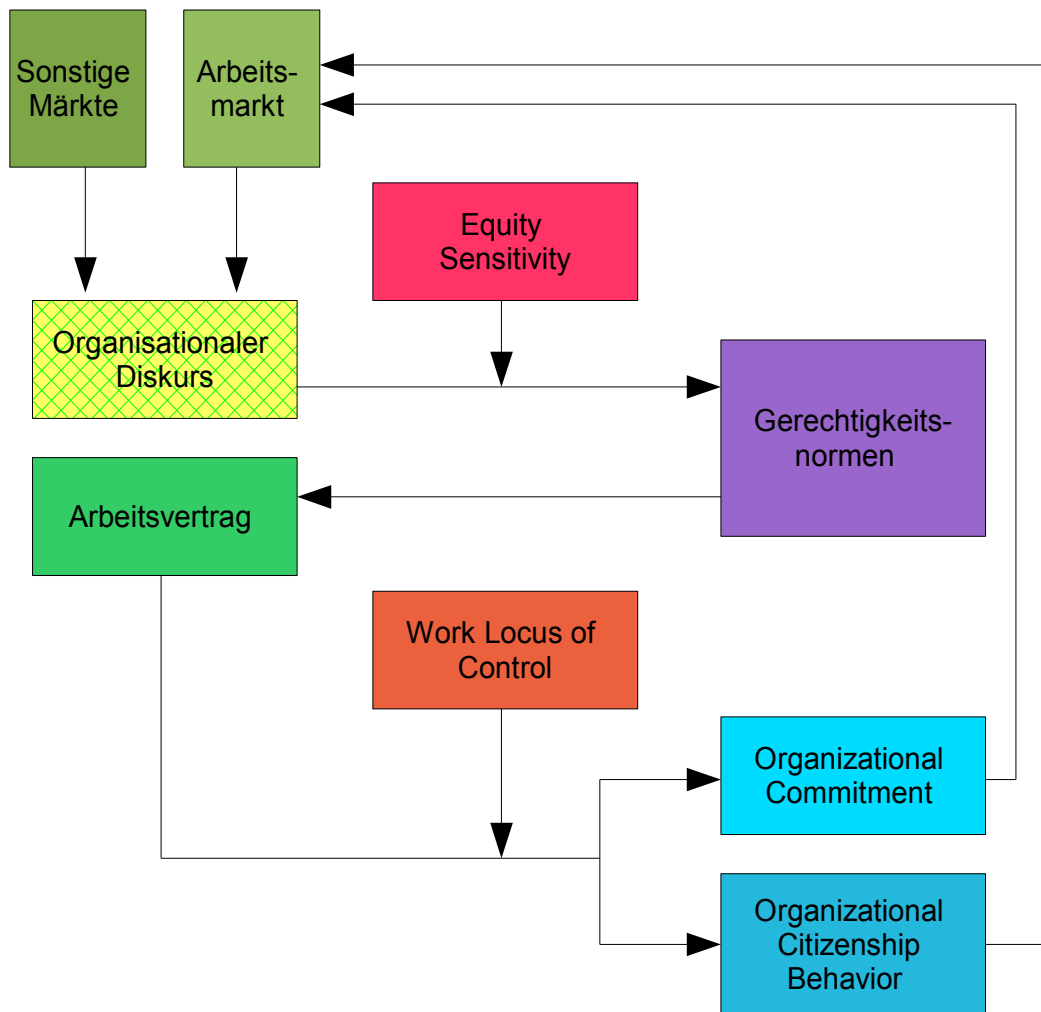 Sonstige
Märkte
Arbeits-
markt
Equity
Sensitivity
Organisationaler
Diskurs
Gerechtigkeits-
normen
Arbeitsvertrag
Work Locus of
Control
Organizational
Commitment
Organizational
Citizenship
Behavior